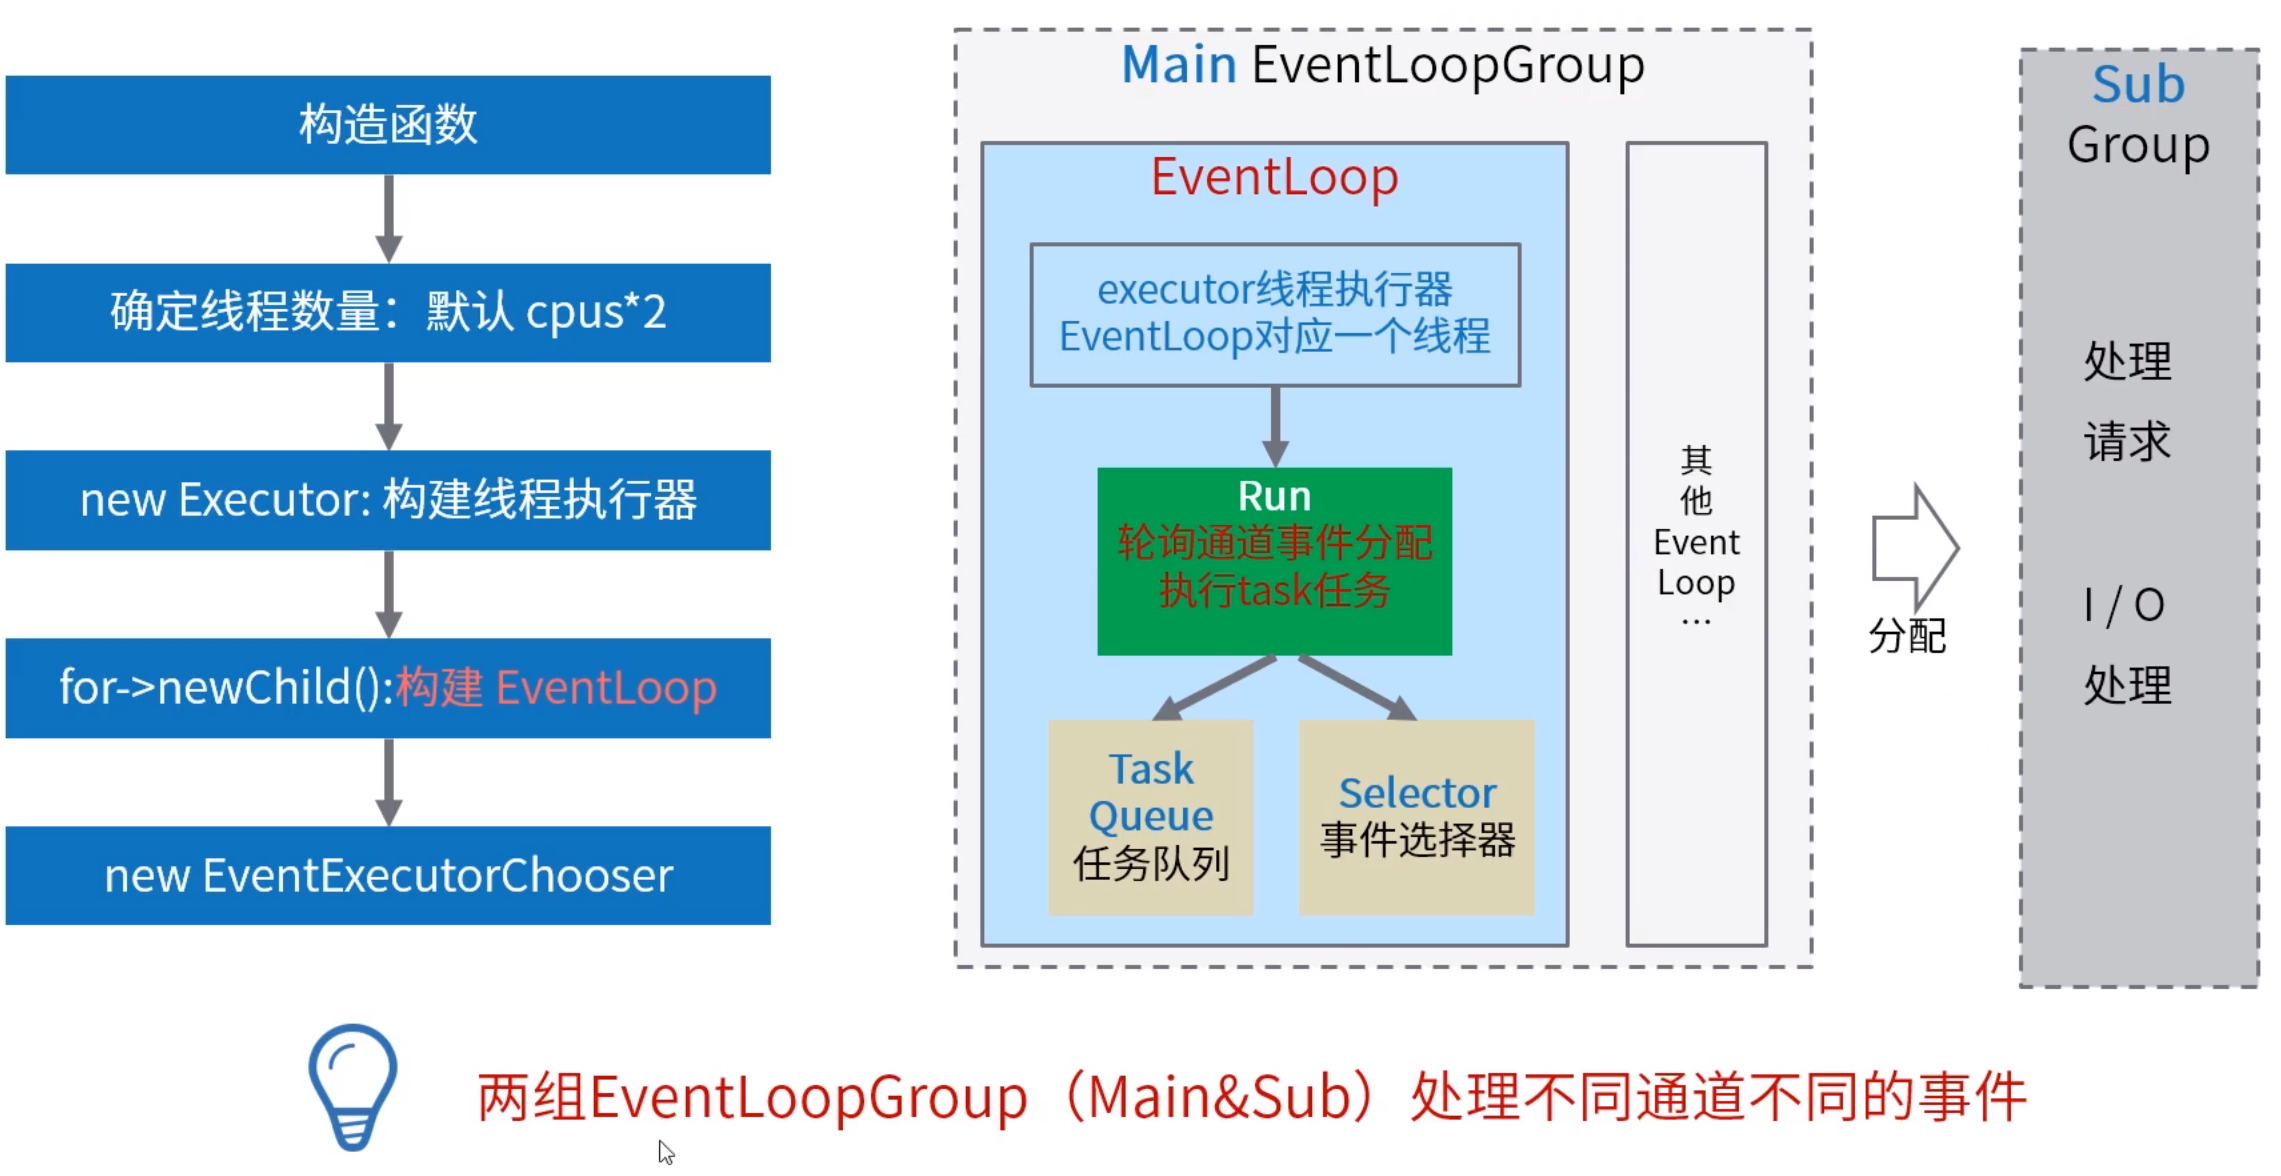 构造函数
确定线程数量：默认 cpus*2
new Executor: 构建线程执行器
for->newChild():构建 EventLoop
new EventExecutorChooser
Main EventLoopGroup
EventLoop
executor线程执行器
EventLoop对应一个线程
Run
轮询通道事件分配
执行task任务
Task
Queue
任务队列
Selector
事件选择器
其
他
Event
Loop
...
分配
Sub
Group
处理
请求
I / O
处理
两组EventLoopGroup（Main&Sub）处理不同通道不同的事件